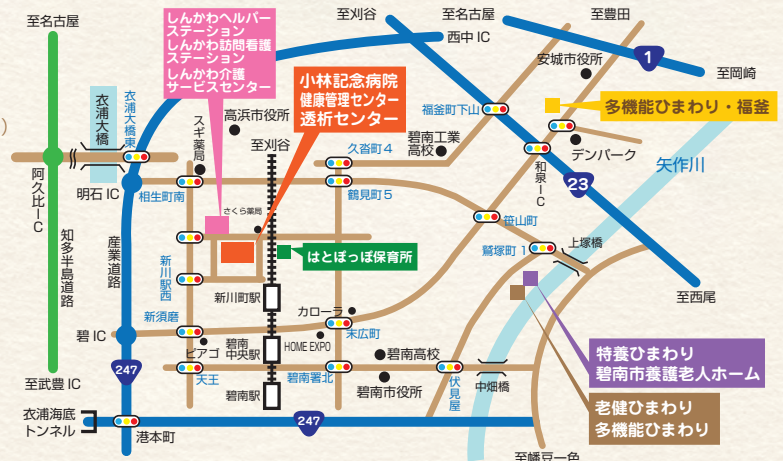 至名古屋
しんかわヘルパー
ステーション
しんかわ訪問看護
ステーション
しんかわ介護
サービスセンター
至刈谷
至名古屋
至豊田
西中 IC
1
安城市役所
至岡崎
衣浦大橋
衣浦大橋東
小林記念病院
健康管理センター
透析センター
高浜市役所
福釜町下山
多機能ひまわり・福釜
）
スギ薬局
至刈谷
久沓町4
碧南工業
高校
デンパーク
矢作川
和泉IC
23
阿久比IC
明石 IC
相生町南
鶴見町5
さくら薬局
笹山町
鷲塚町 1
上塚橋
知多半島道路
産業道路
はとぽっぽ保育所
新川駅西
新川町駅
至西尾
新須磨
カローラ
碧 IC
末広町
ピアゴ
碧南
中央駅
HOME EXPO
碧南高校
特養ひまわり
碧南市養護老人ホーム
247
天王
碧南署北
碧南市役所
伏見屋
中畑橋
至武豊 IC
碧南駅
老健ひまわり
多機能ひまわり
衣浦海底
トンネル
港本町
247
至幡豆一色